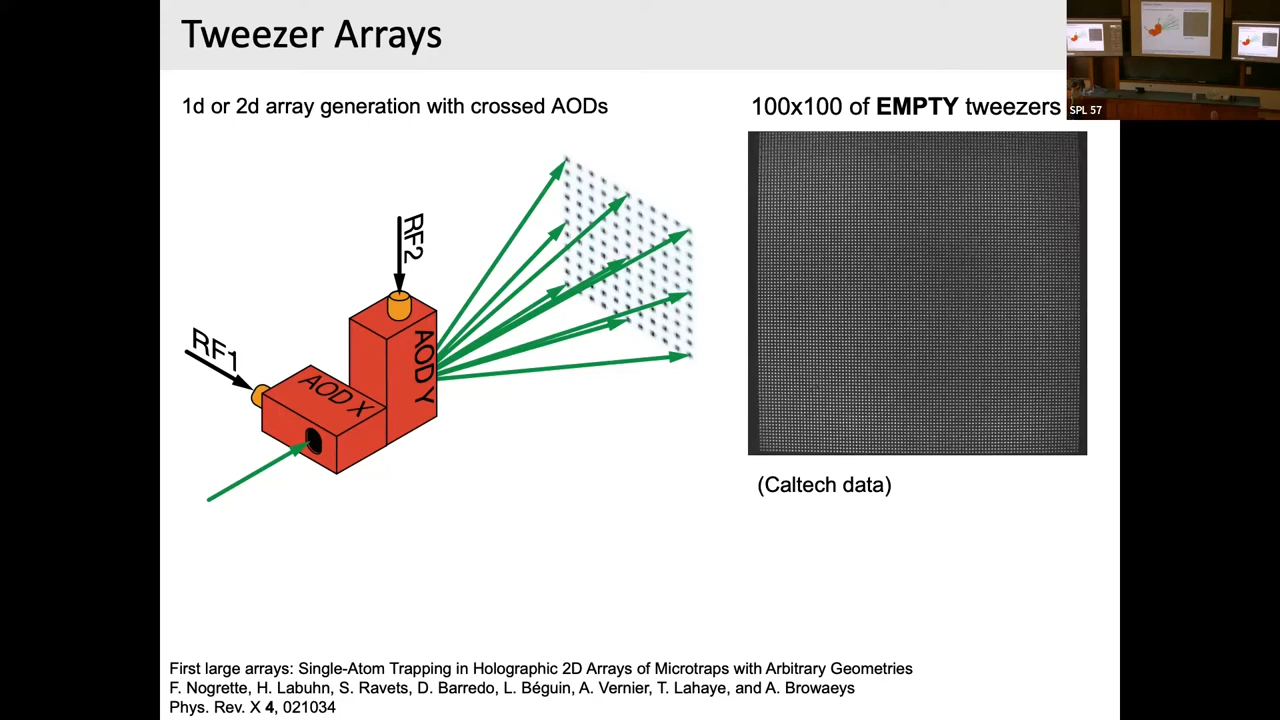 Tweezer Arrays
SPL 57
1d or 2d array generation with crossed AODs
100x100 of EMPTY tweezers
RF2
RF1
AOD X
AOD Y
(Caltech data)
First large arrays: Single-Atom Trapping in Holographic 2D Arrays of Microtraps with Arbitrary Geometries
F. Nogrette, H. Labuhn, S. Ravets, D. Barredo, L. Béguin, A. Vernier, T. Lahaye, and A. Browaeys
Phys. Rev. X 4, 021034